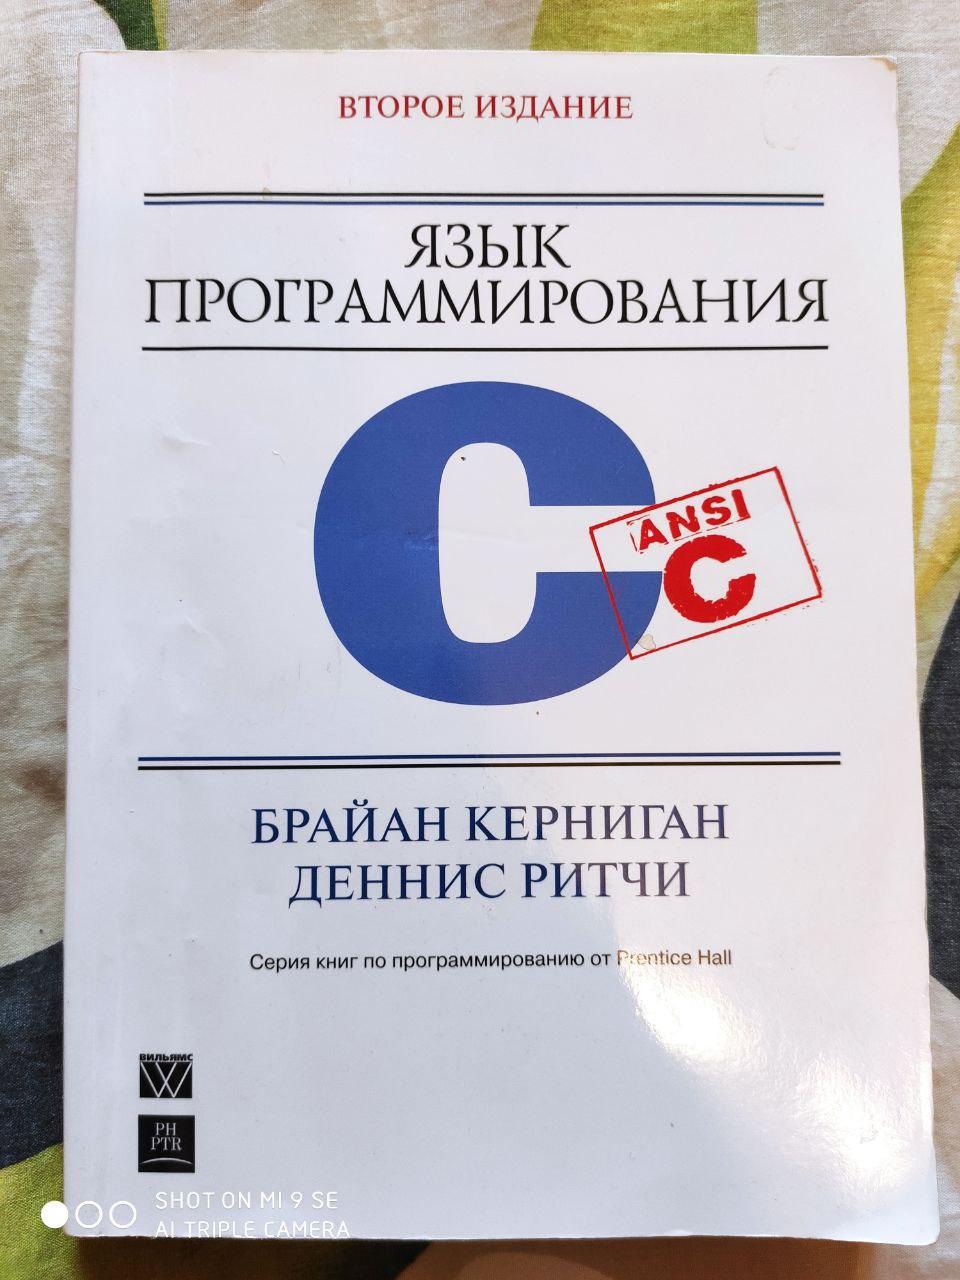 ВТОРОЕ ИЗДАНИЕ
ЯЗЫК
ПРОГРАММИРОВАНИЯ
C
ANSI
C
БРАЙАН КЕРНИГАН
ДЕННИС РИТЧИ
Серия книг по программированию от Prentice Hall
ВИЛЬЯМС
W
PH
PTR
SHOT ON MI 9 SE
AI TRIPLE CAMERA